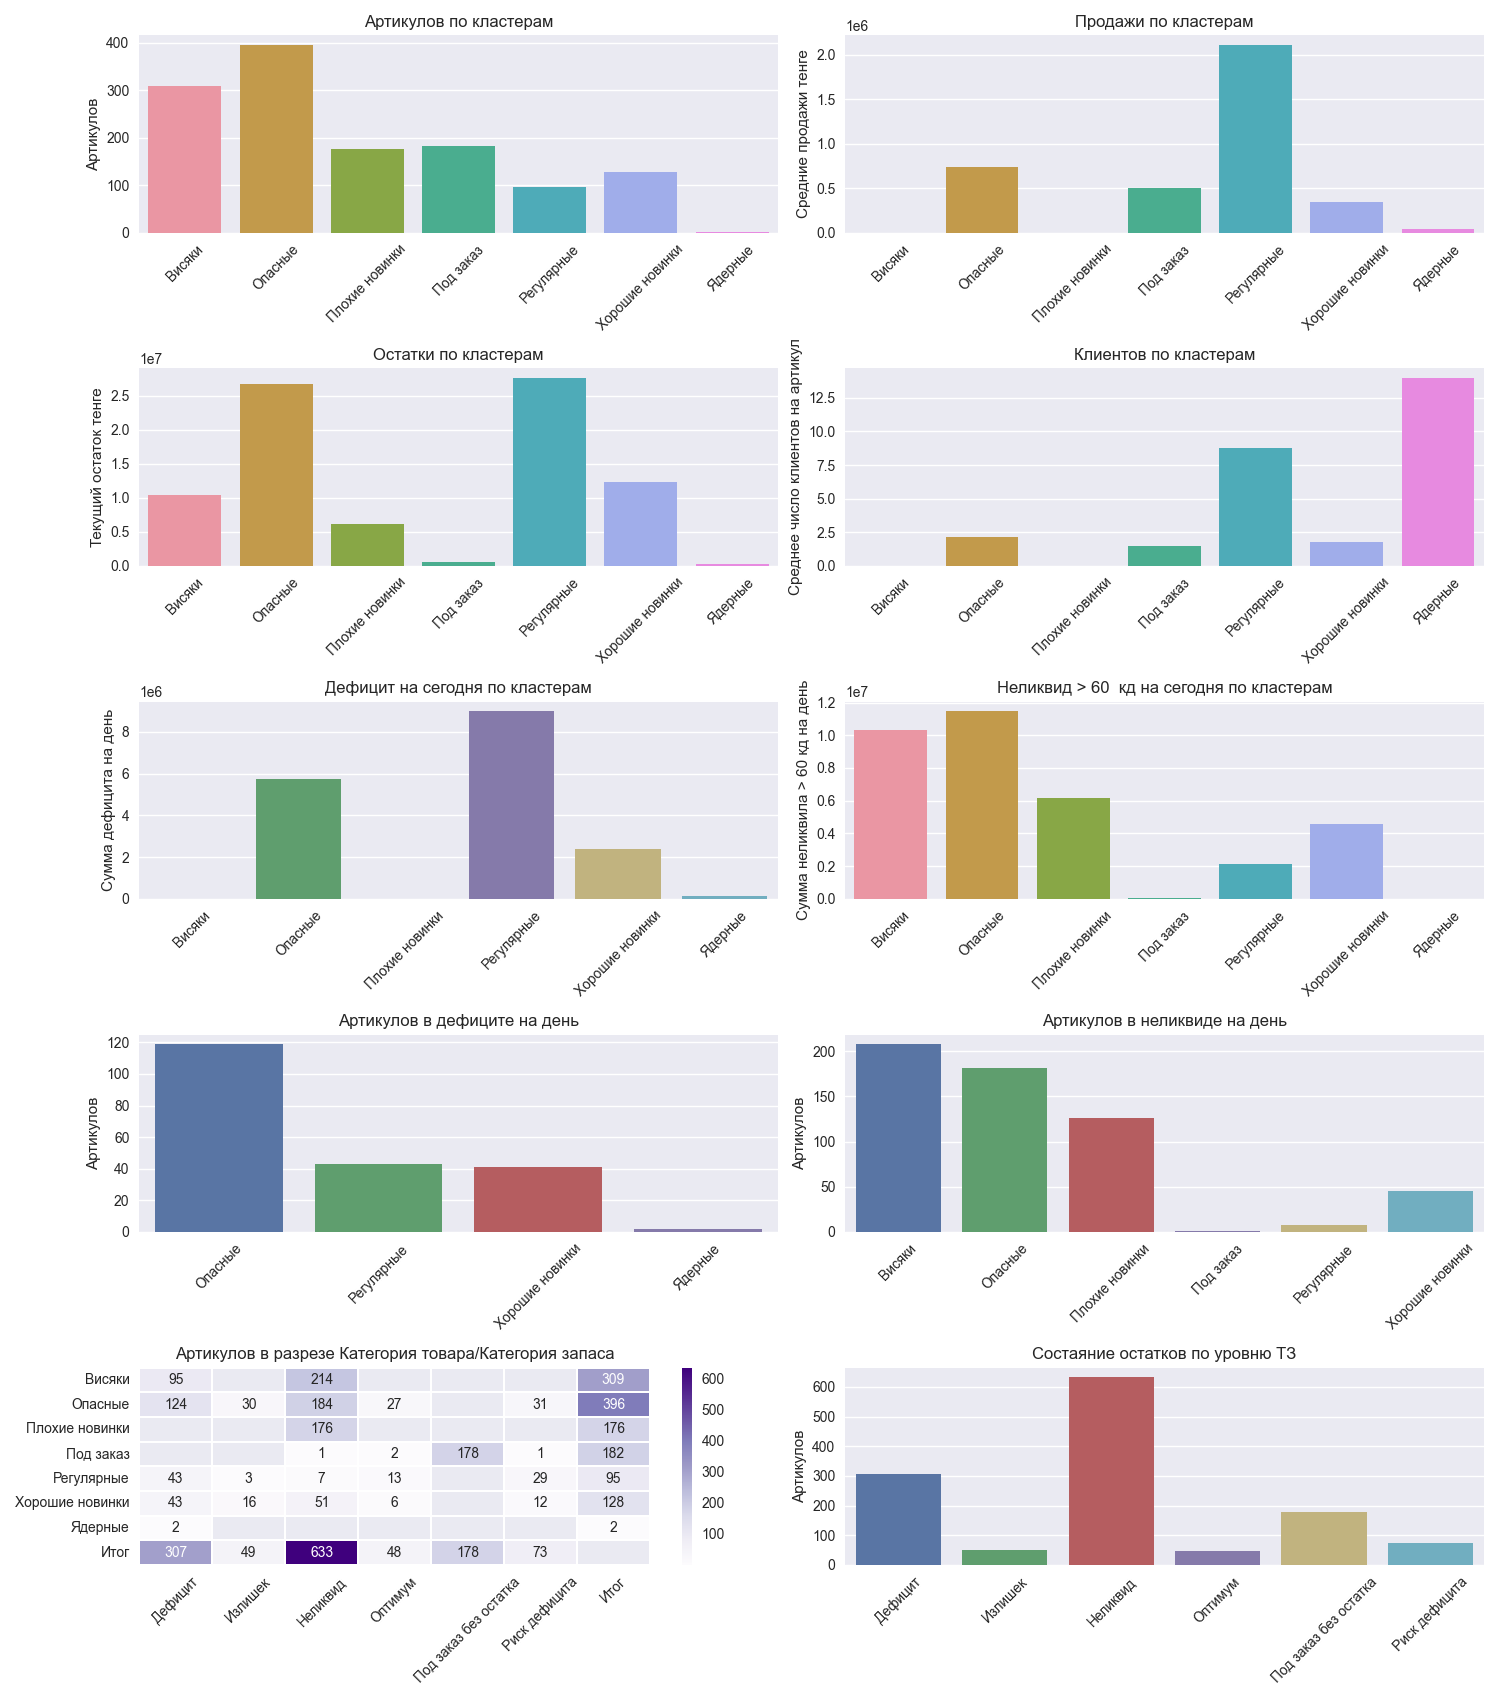 Артикулов по кластерам
Артикулов
400
300
200
100
0
Висяки
Опасные
Плохие новинки
Под заказ
Регулярные
Хорошие новинки
Ядерные
Продажи по кластерам
1e6
Средние продажи тенге
2.0
1.5
1.0
0.5
0.0
Висяки
Опасные
Плохие новинки
Под заказ
Регулярные
Хорошие новинки
Ядерные
Остатки по кластерам
1e7
Текущий остаток тенге
2.5
2.0
1.5
1.0
0.5
0.0
Висяки
Опасные
Плохие новинки
Под заказ
Регулярные
Хорошие новинки
Ядерные
Клиентов по кластерам
Среднее число клиентов на артикул
12.5
10.0
7.5
5.0
2.5
0.0
Висяки
Опасные
Плохие новинки
Под заказ
Регулярные
Хорошие новинки
Ядерные
Дефицит на сегодня по кластерам
1e6
Сумма дефицита на день
8
6
4
2
0
Висяки
Опасные
Плохие новинки
Регулярные
Хорошие новинки
Ядерные
Неликвид > 60  кд на сегодня по кластерам
1e7
Сумма неликвила > 60 кд на день
1.2
1.0
0.8
0.6
0.4
0.2
0.0
Висяки
Опасные
Плохие новинки
Под заказ
Регулярные
Хорошие новинки
Ядерные
Артикулов в дефиците на день
Артикулов
120
100
80
60
40
20
0
Опасные
Регулярные
Хорошие новинки
Ядерные
Артикулов в неликвиде на день
Артикулов
200
150
100
50
0
Висяки
Опасные
Плохие новинки
Под заказ
Регулярные
Хорошие новинки
Артикулов в разрезе Категория товара/Категория запаса
Висяки 95 214 309
Опасные 124 30 184 27 31 396
Плохие новинки 176 176
Под заказ 1 2 178 1 182
Регулярные 43 3 7 13 29 95
Хорошие новинки 43 16 51 6 12 128
Ядерные 2 2
Итог 307 49 633 48 178 73
Дефицит
Излишек
Неликвид
Оптимум
Под заказ без остатка
Риск дефицита
Итог
600
500
400
300
200
100
Состаяние остатков по уровню ТЗ
Артикулов
600
500
400
300
200
100
0
Дефицит
Излишек
Неликвид
Оптимум
Под заказ без остатка
Риск дефицита